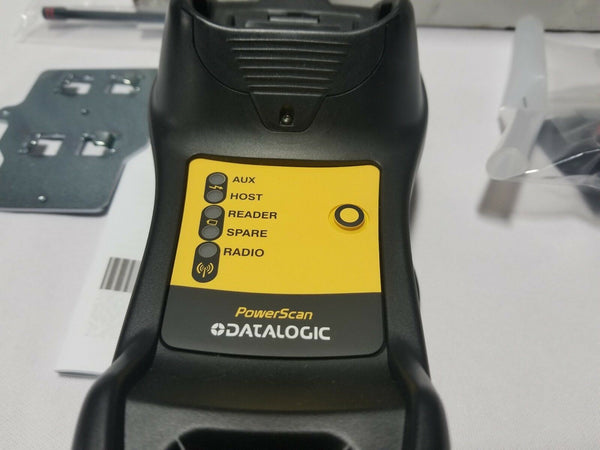 AUX
HOST
READER
SPARE
RADIO
PowerScan
DATALOGIC